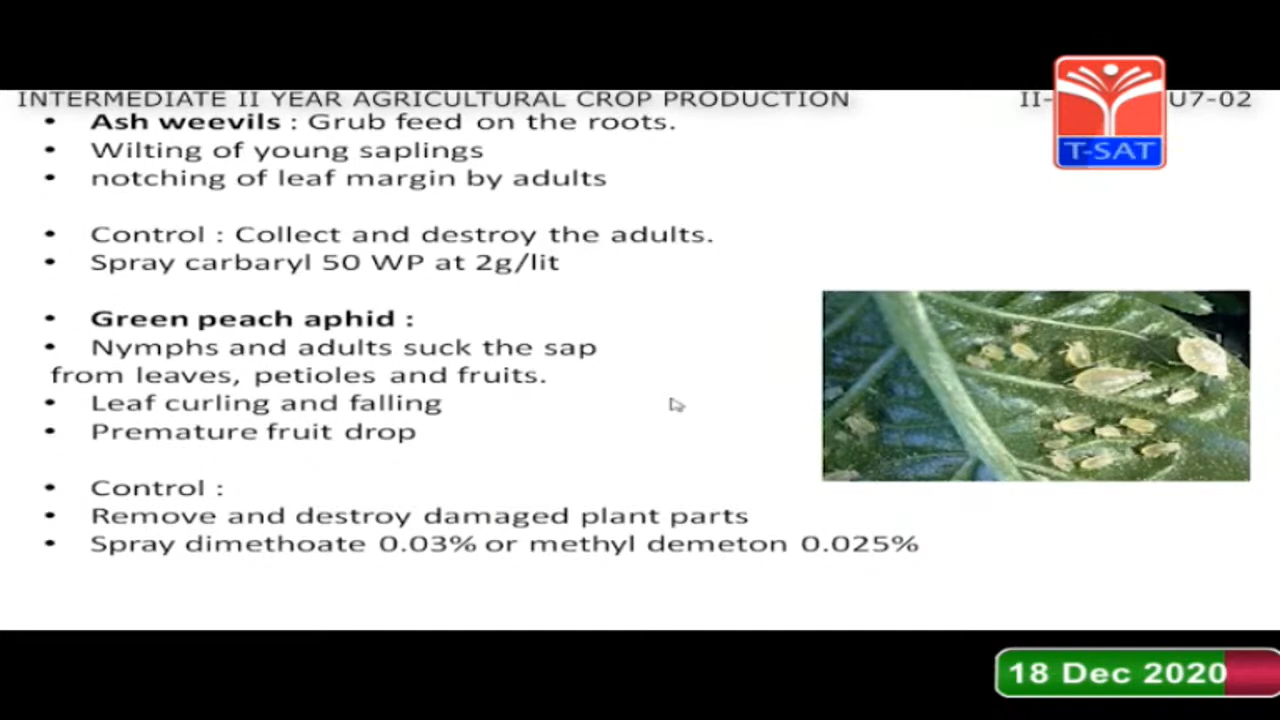 INTERMEDIATE II YEAR AGRICULTURAL CROP PRODUCTION II- U7-02
T-SAT
• Ash weevils : Grub feed on the roots.
• Wilting of young saplings
• notching of leaf margin by adults
• Control : Collect and destroy the adults.
• Spray carbaryl 50 WP at 2g/lit
• Green peach aphid :
• Nymphs and adults suck the sap
from leaves, petioles and fruits.
• Leaf curling and falling
• Premature fruit drop
• Control :
• Remove and destroy damaged plant parts
• Spray dimethoate 0.03% or methyl demeton 0.025%
18 Dec 2020